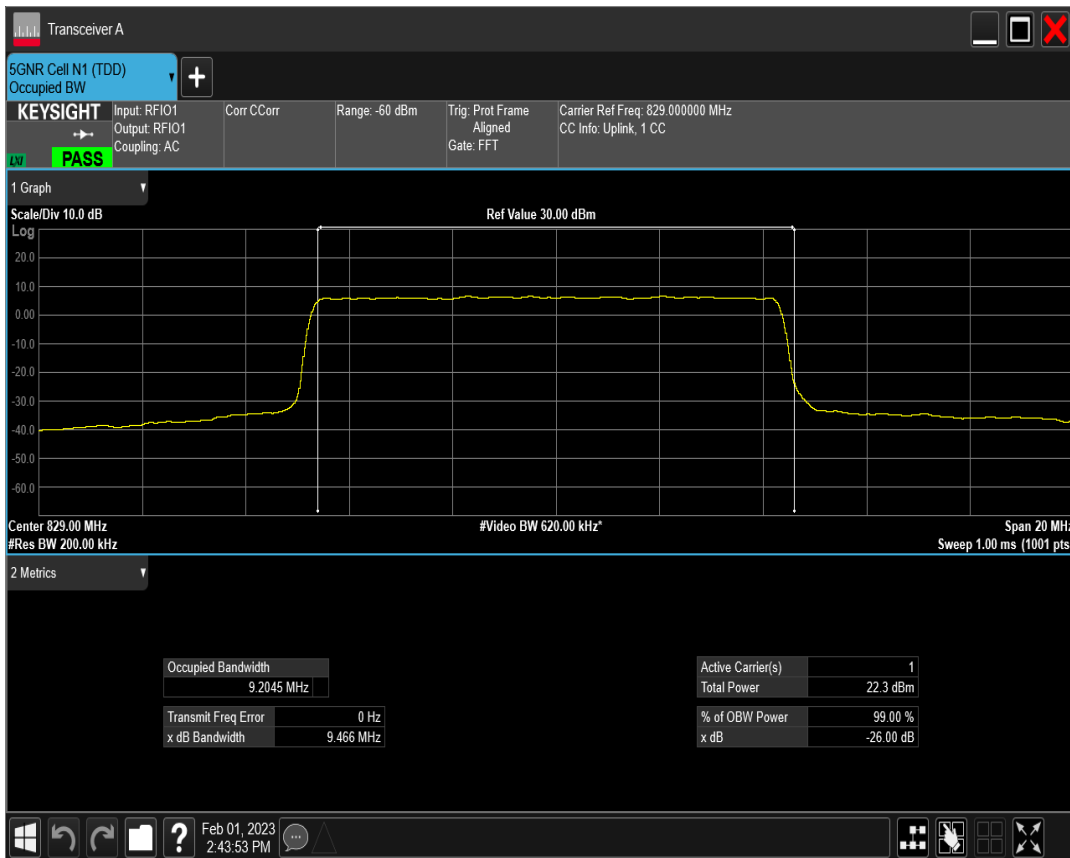 Transceiver A
5GNR Cell N1 (TDD)
Occupied BW
+
KEYSIGHT
LXI
PASS
Input: RFIO1
Output: RFIO1
Coupling: AC
Corr CCorr
Range: -60 dBm
Trig: Prot Frame
Aligned
Gate: FFT
Carrier Ref Freq: 829.000000 MHz
CC Info: Uplink, 1 CC
1 Graph
Scale/Div 10.0 dB
Ref Value 30.00 dBm
Log
20.0
10.0
0.00
-10.0
-20.0
-30.0
-40.0
-50.0
-60.0
Center 829.00 MHz
#Video BW 620.00 kHz*
Span 20 MHz
#Res BW 200.00 kHz
Sweep 1.00 ms (1001 pts
2 Metrics
Occupied Bandwidth
9.2045 MHz
Transmit Freq Error 0 Hz
x dB Bandwidth 9.466 MHz
Active Carrier(s) 1
Total Power 22.3 dBm
% of OBW Power 99.00 %
x dB -26.00 dB
?
Feb 01, 2023
2:43:53 PM